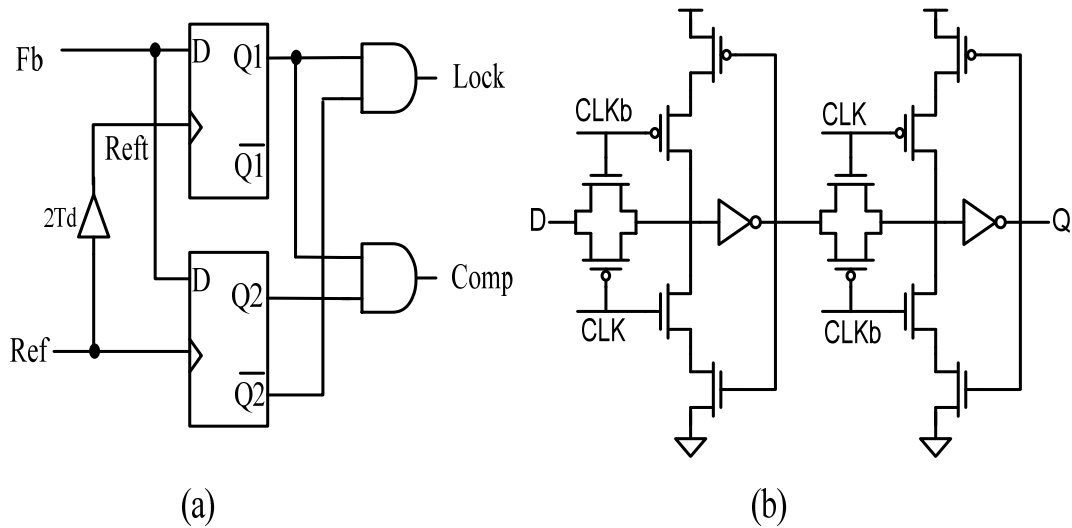 Fb
D
Q1
Lock
Reft
Q1
2Td
D
Q2
Comp
Ref
Q2
(a)
CLKb
D
CLK
CLK
CLKb
Q
(b)